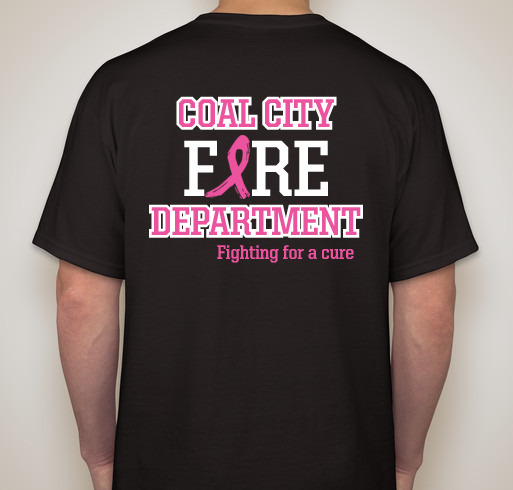 COAL CITY
FIRE
DEPARTMENT
Fighting for a cure